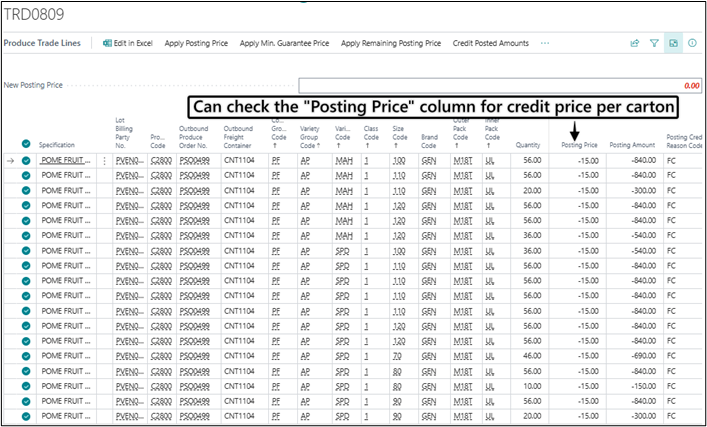 TRD0809
Produce Trade Lines Edit in Excel Apply Posting Price Apply Min. Guarantee Price Apply Remaining Posting Price Credit Posted Amounts ...
New Posting Price 0.00
Can check the "Posting Price" column for credit price per carton
Specification Lot Billing Party No. Pro... Code Outbound Produce Order No. Outbound Freight Container Co... Gro... Code ↑ Variety Group Code ↑ Vari... Code ↑ Class Code ↑ Size Code ↑ Brand Code Outer Pack Code ↑ Inner Pack Code ↑ Quantity Posting Price Posting Amount Posting Cred Reason Code
POME FRUIT ... PVEN0... C2800 PSO0499 CNT1104 PF AP MAH 1 100 GEN M18T UL 56.00 -15.00 -840.00 FC
POME FRUIT ... PVEN0... C2800 PSO0499 CNT1104 PF AP MAH 1 110 GEN M18T UL 56.00 -15.00 -840.00 FC
POME FRUIT ... PVEN0... C2800 PSO0499 CNT1104 PF AP MAH 1 110 GEN M18T UL 20.00 -15.00 -300.00 FC
POME FRUIT ... PVEN0... C2800 PSO0499 CNT1104 PF AP MAH 1 120 GEN M18T UL 56.00 -15.00 -840.00 FC
POME FRUIT ... PVEN0... C2800 PSO0499 CNT1104 PF AP MAH 1 120 GEN M18T UL 56.00 -15.00 -840.00 FC
POME FRUIT ... PVEN0... C2800 PSO0499 CNT1104 PF AP MAH 1 120 GEN M18T UL 36.00 -15.00 -540.00 FC
POME FRUIT ... PVEN0... C2800 PSO0499 CNT1104 PF AP SPD 1 100 GEN M18T UL 36.00 -15.00 -540.00 FC
POME FRUIT ... PVEN0... C2800 PSO0499 CNT1104 PF AP SPD 1 110 GEN M18T UL 56.00 -15.00 -840.00 FC
POME FRUIT ... PVEN0... C2800 PSO0499 CNT1104 PF AP SPD 1 110 GEN M18T UL 56.00 -15.00 -840.00 FC
POME FRUIT ... PVEN0... C2800 PSO0499 CNT1104 PF AP SPD 1 110 GEN M18T UL 56.00 -15.00 -840.00 FC
POME FRUIT ... PVEN0... C2800 PSO0499 CNT1104 PF AP SPD 1 110 GEN M18T UL 56.00 -15.00 -840.00 FC
POME FRUIT ... PVEN0... C2800 PSO0499 CNT1104 PF AP SPD 1 120 GEN M18T UL 56.00 -15.00 -840.00 FC
POME FRUIT ... PVEN0... C2800 PSO0499 CNT1104 PF AP SPD 1 120 GEN M18T UL 56.00 -15.00 -840.00 FC
POME FRUIT ... PVEN0... C2800 PSO0499 CNT1104 PF AP SPD 1 70 GEN M18T UL 46.00 -15.00 -690.00 FC
POME FRUIT ... PVEN0... C2800 PSO0499 CNT1104 PF AP SPD 1 80 GEN M18T UL 56.00 -15.00 -840.00 FC
POME FRUIT ... PVEN0... C2800 PSO0499 CNT1104 PF AP SPD 1 80 GEN M18T UL 10.00 -15.00 -150.00 FC
POME FRUIT ... PVEN0... C2800 PSO0499 CNT1104 PF AP SPD 1 90 GEN M18T UL 56.00 -15.00 -840.00 FC
POME FRUIT ... PVEN0... C2800 PSO0499 CNT1104 PF AP SPD 1 90 GEN M18T UL 20.00 -15.00 -300.00 FC